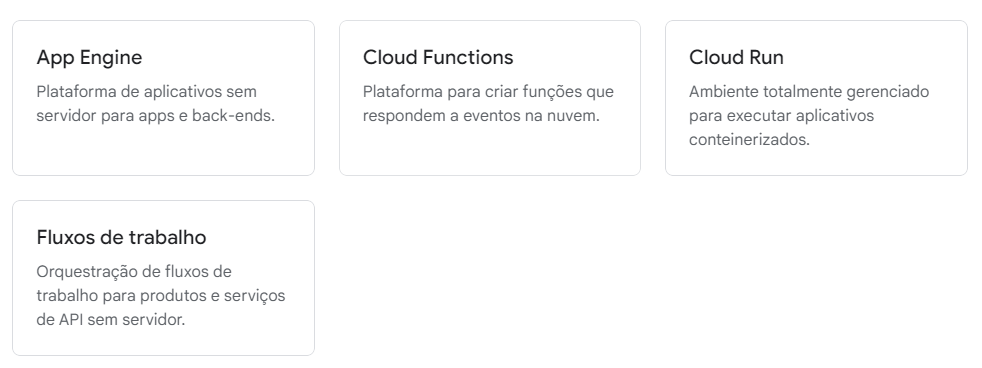 App Engine
Plataforma de aplicativos sem
servidor para apps e back-ends.
Cloud Functions
Plataforma para criar funções que
respondem a eventos na nuvem.
Cloud Run
Ambiente totalmente gerenciado
para executar aplicativos
conteinerizados.
Fluxos de trabalho
Orquestração de fluxos de
trabalho para produtos e serviços
de API sem servidor.